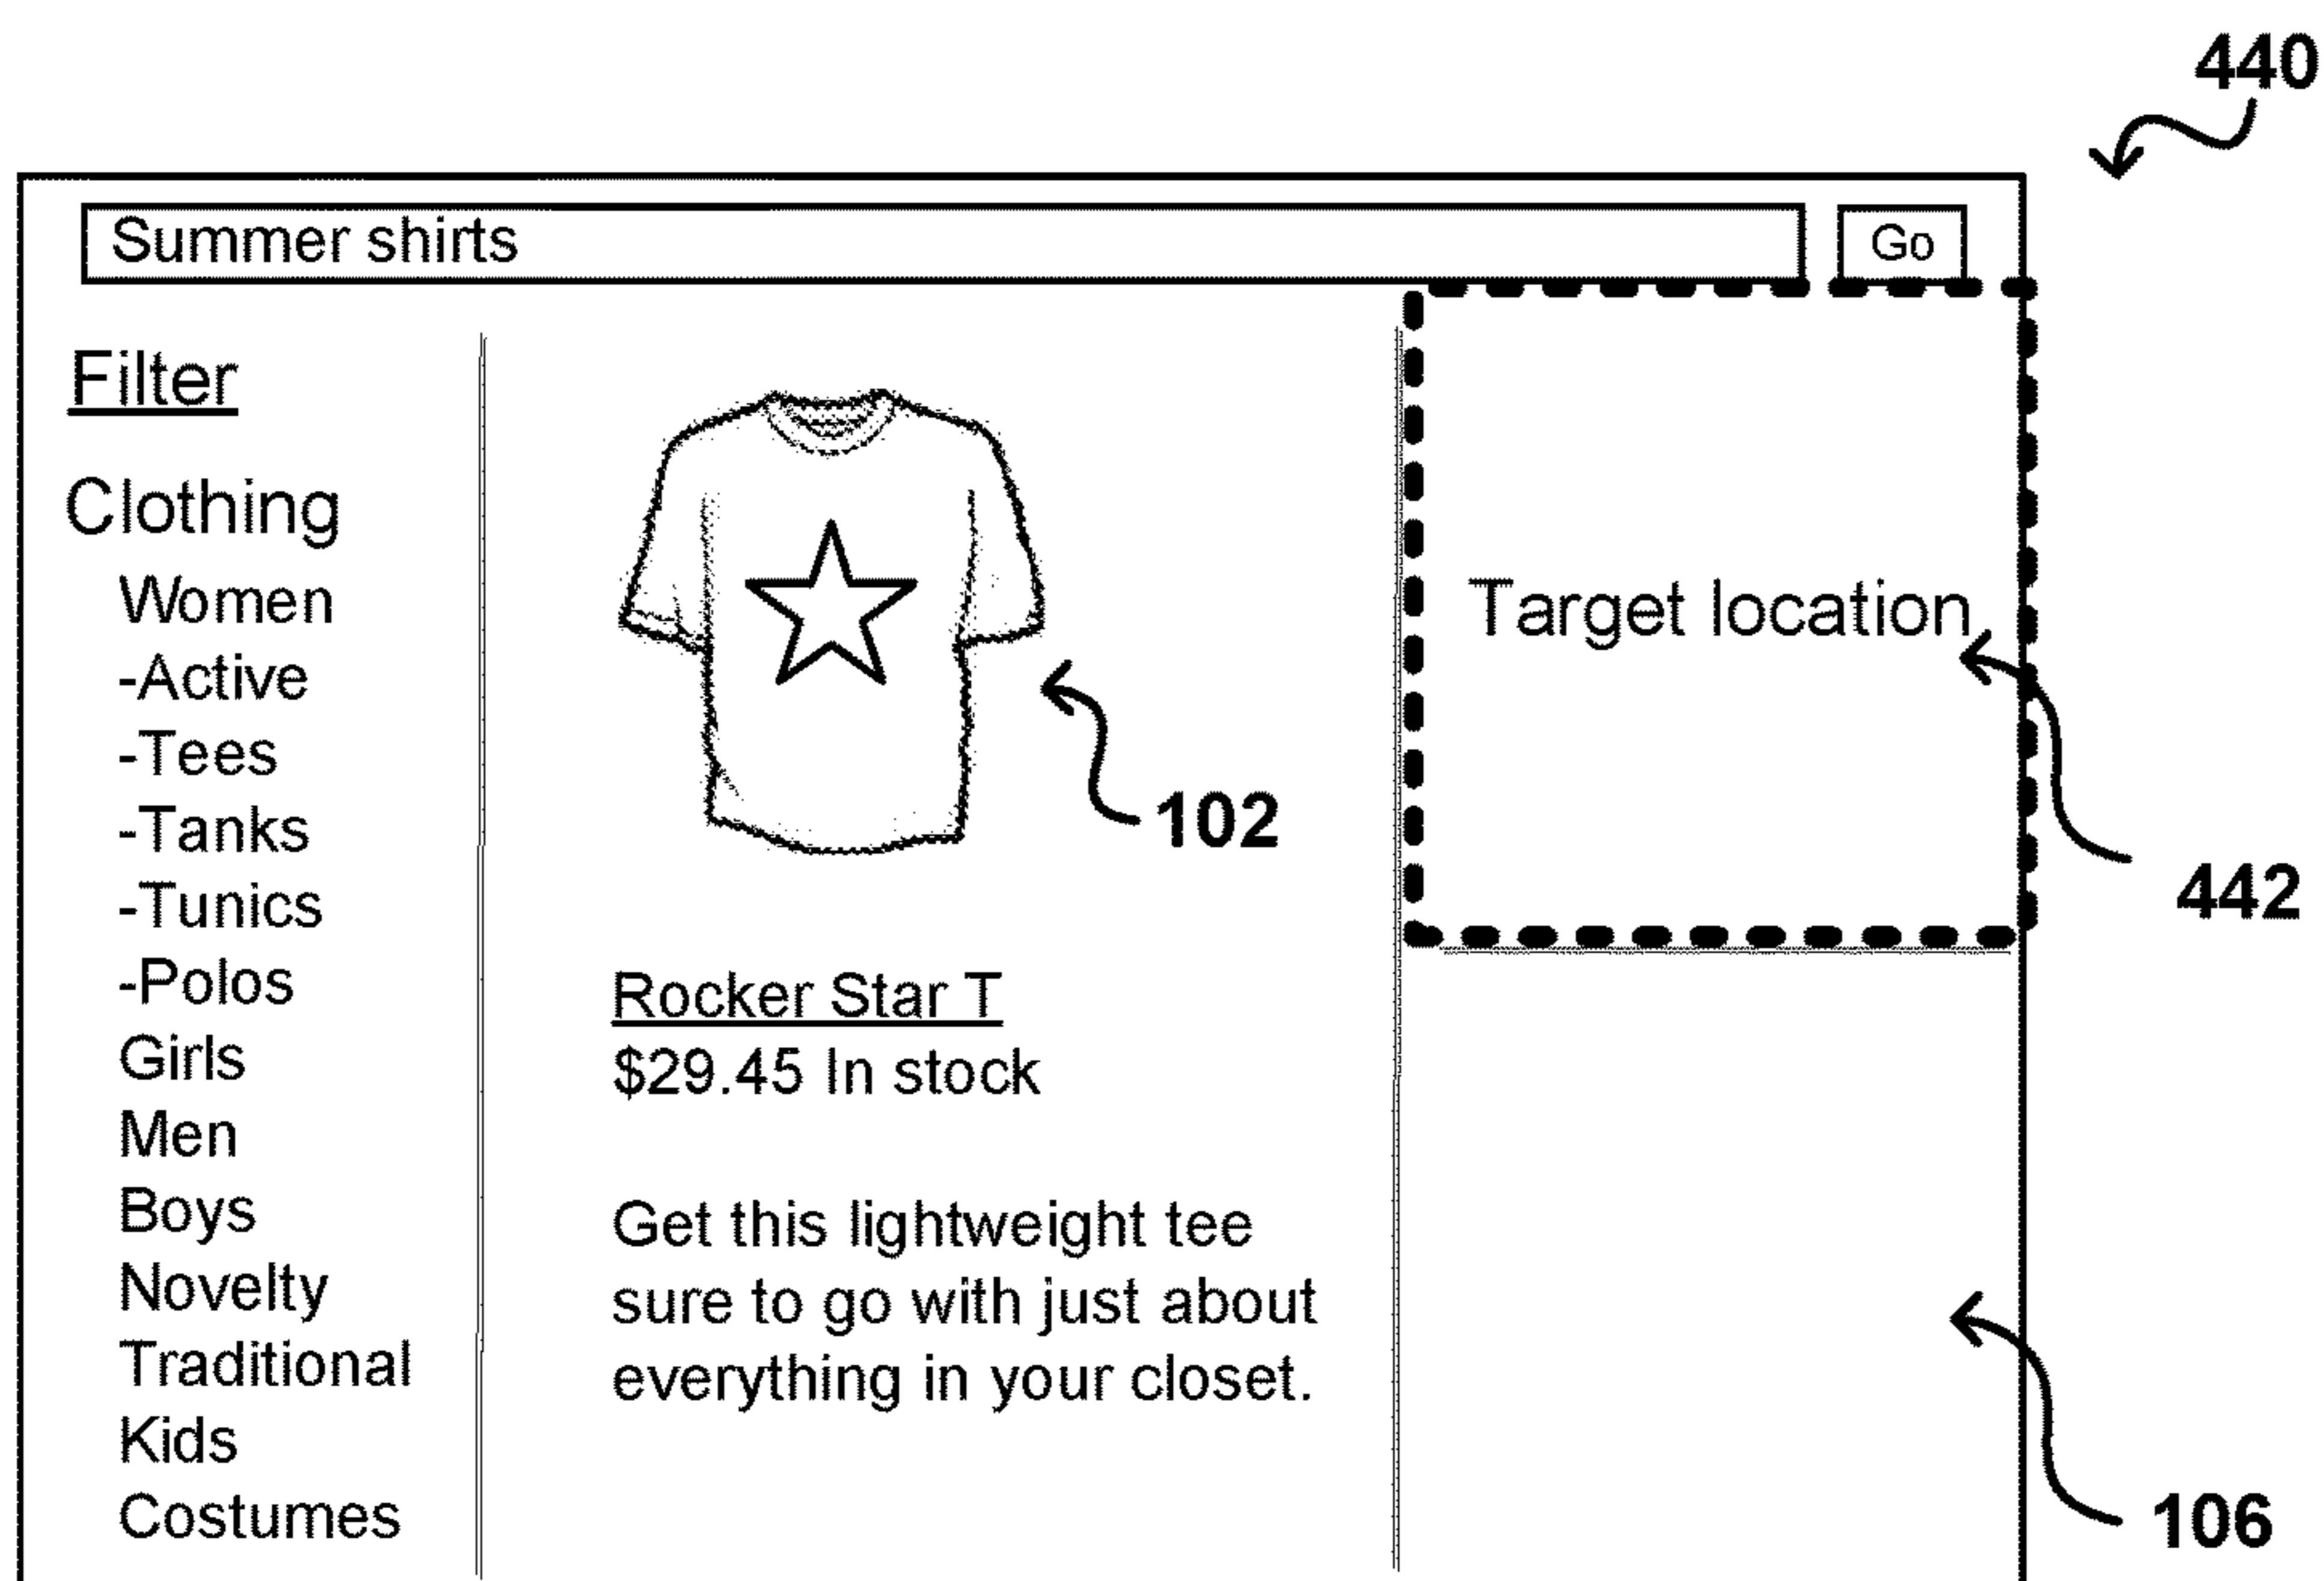 440
Summer shirts
Go
Filter
Clothing
Women
-Active
-Tees
-Tanks
-Tunics
-Polos
Girls
Men
Boys
Novelty
Traditional
Kids
Costumes
102
Rocker Star T
$29.45 In stock
Get this lightweight tee
sure to go with just about
everything in your closet.
Target location
442
106